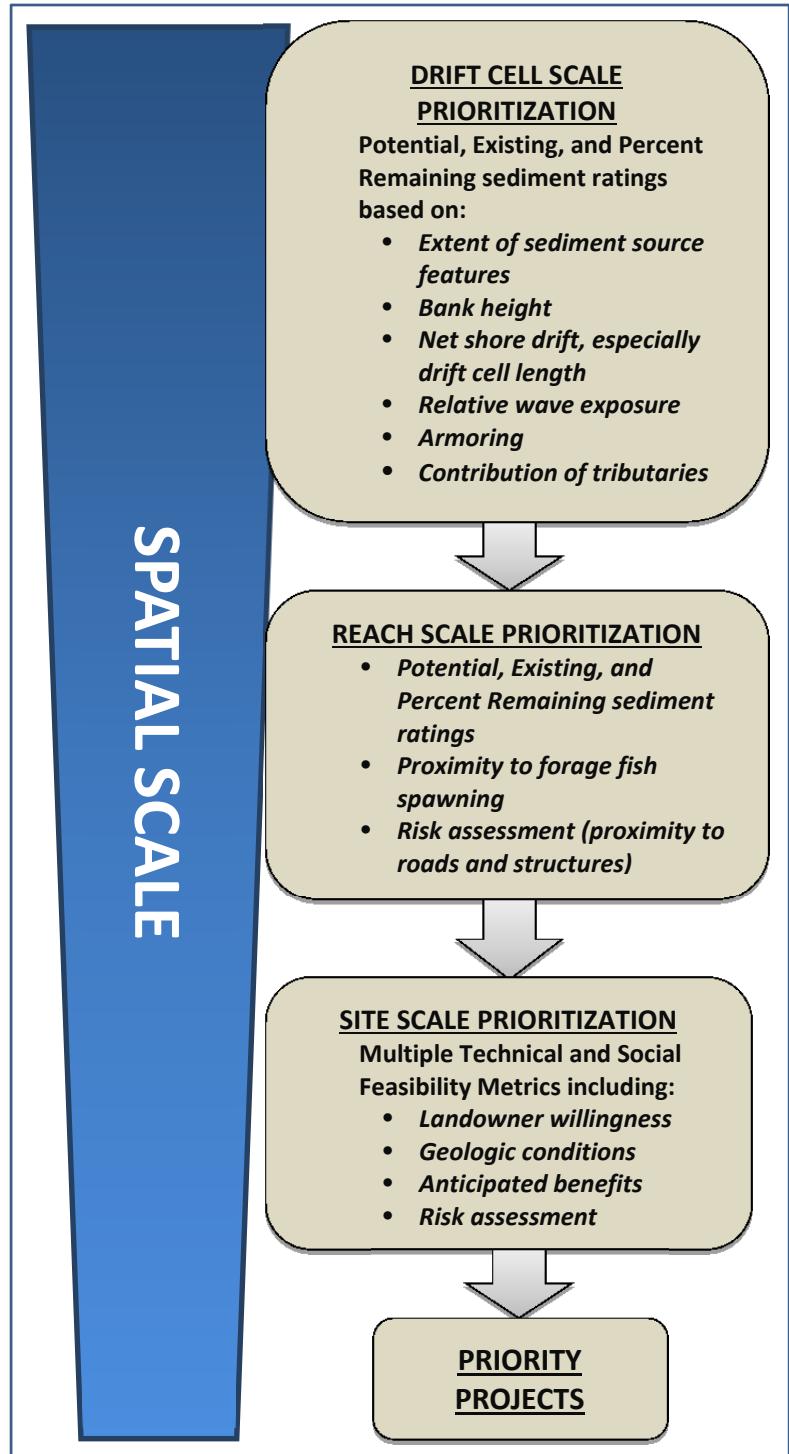 SPATIAL SCALE
DRIFT CELL SCALE
PRIORITIZATION
Potential, Existing, and Percent
Remaining sediment ratings
based on:
• Extent of sediment source
features
• Bank height
• Net shore drift, especially
drift cell length
• Relative wave exposure
• Armoring
• Contribution of tributaries
REACH SCALE PRIORITIZATION
• Potential, Existing, and
Percent Remaining sediment
ratings
• Proximity to forage fish
spawning
• Risk assessment (proximity to
roads and structures)
SITE SCALE PRIORITIZATION
Multiple Technical and Social
Feasibility Metrics including:
• Landowner willingness
• Geologic conditions
• Anticipated benefits
• Risk assessment
PRIORITY
PROJECTS